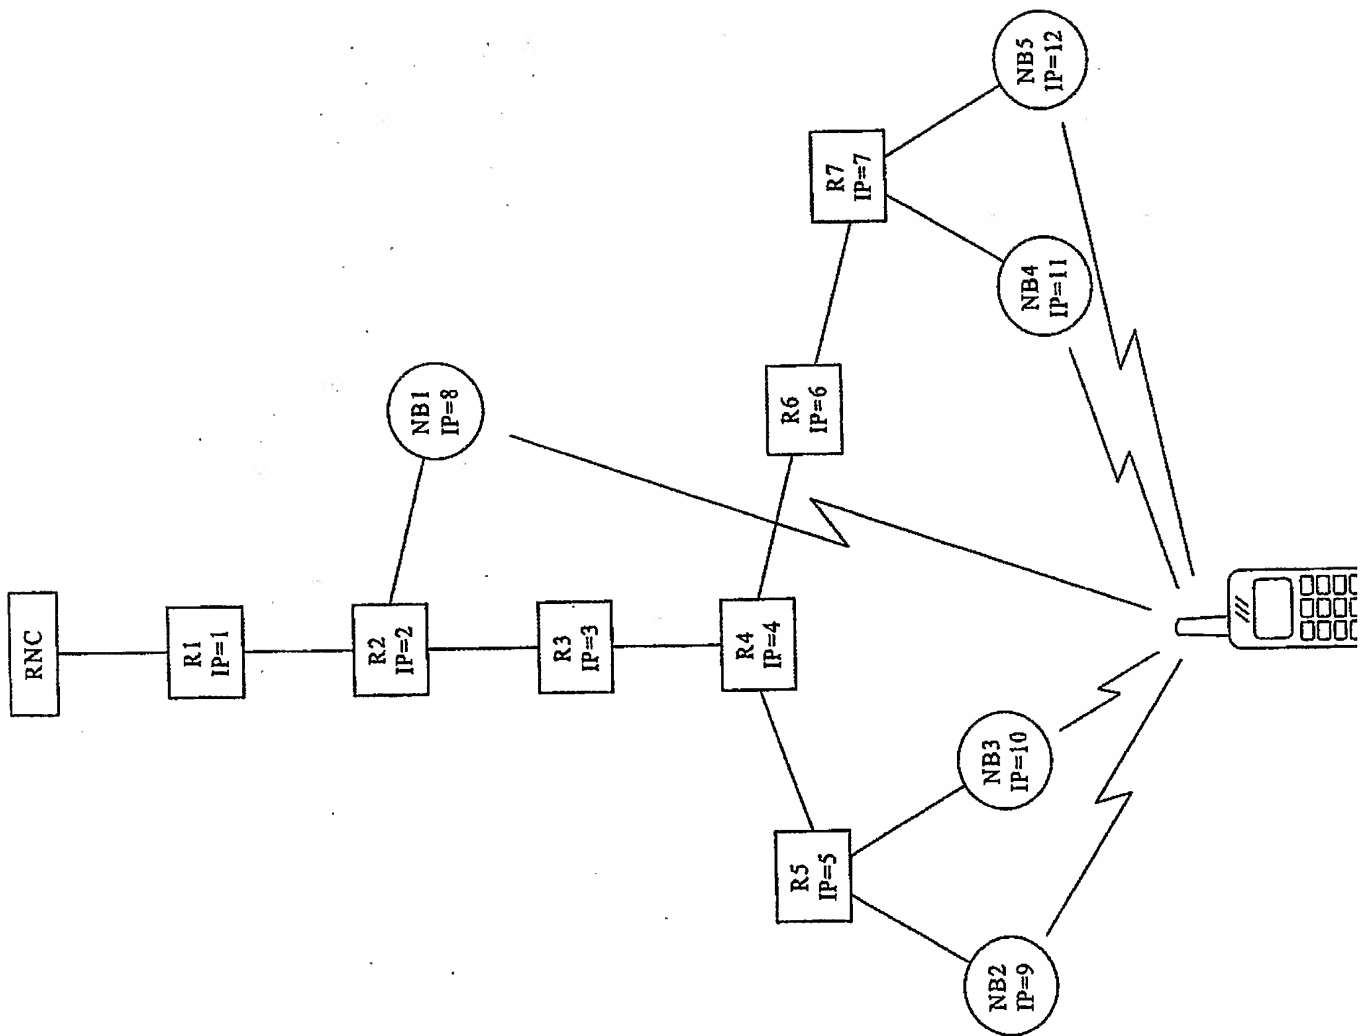 RNC
R1
IP=1
R2
IP=2
NB1
IP=8
R3
IP=3
R4
IP=4
R6
IP=6
R7
IP=7
R5
IP=5
NB2
IP=9
NB3
IP=10
NB4
IP=11
NB5
IP=12